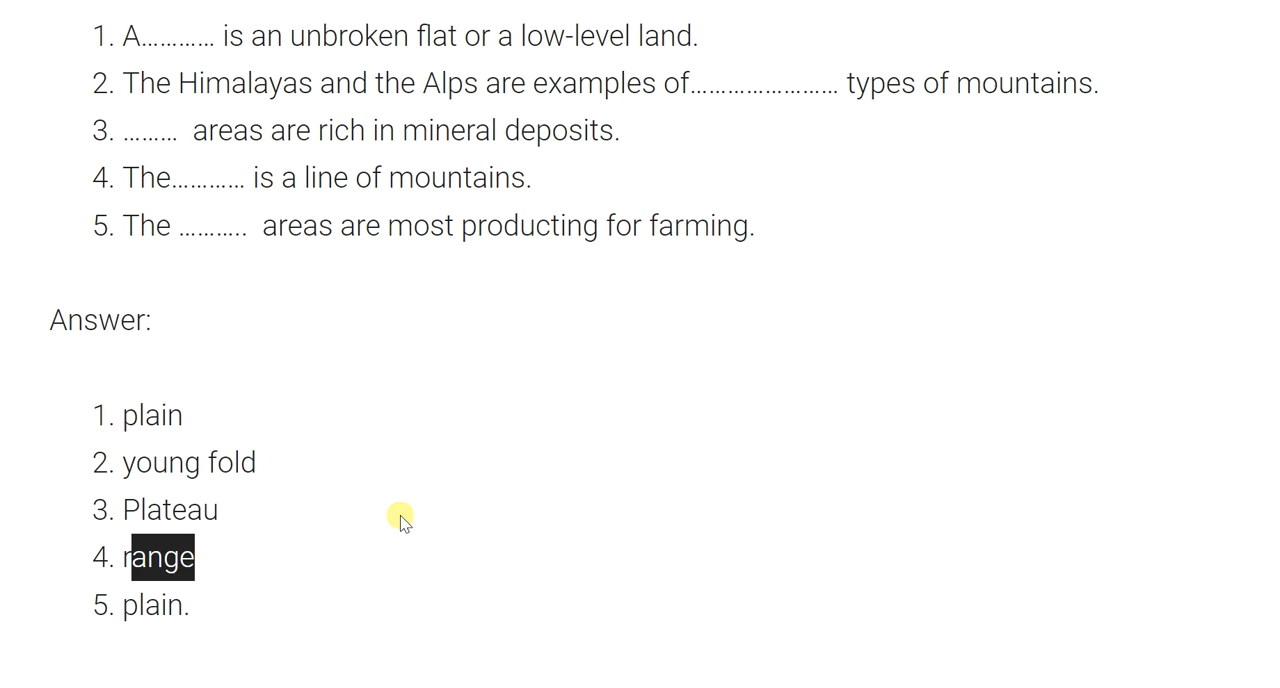 1. A………… is an unbroken flat or a low-level land.
2. The Himalayas and the Alps are examples of…………………… types of mountains.
3. ……… areas are rich in mineral deposits.
4. The………… is a line of mountains.
5. The ……….. areas are most producting for farming.
Answer:
1. plain
2. young fold
3. Plateau
4. range
5. plain.